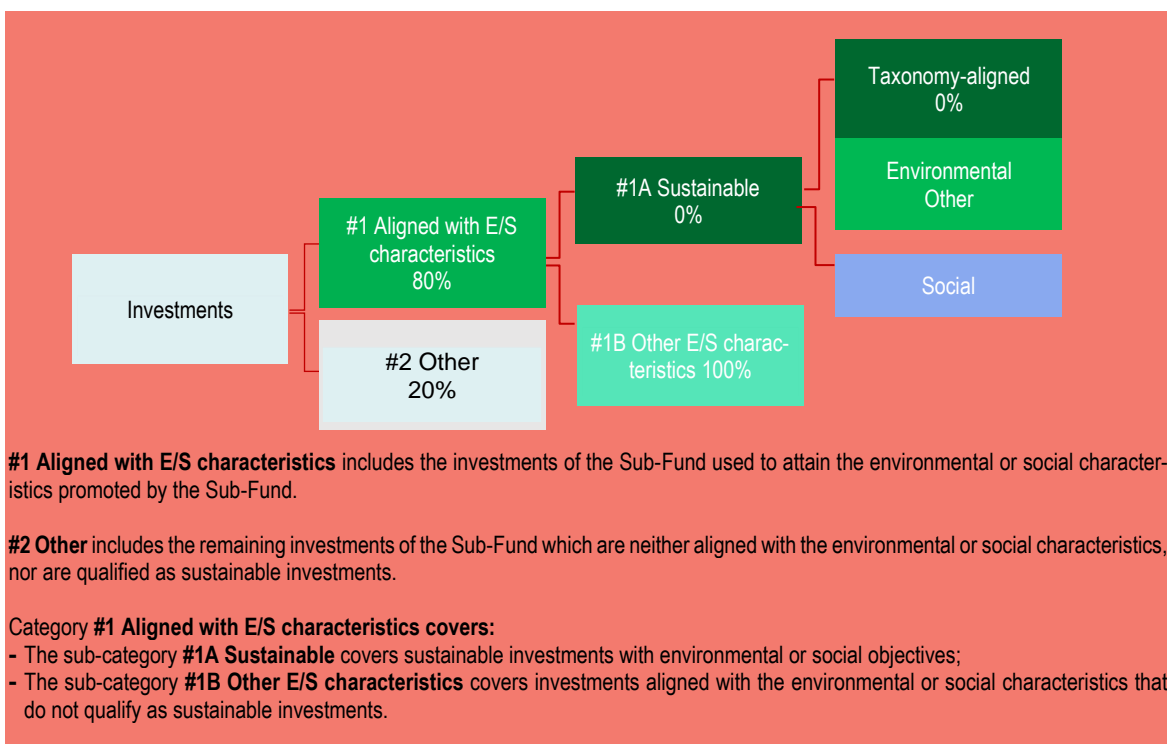 Taxonomy-aligned
0%
Environmental
Other
#1A Sustainable
0%
#1 Aligned with E/S
characteristics
80%
Social
Investments
#1B Other E/S charac-
teristics 100%
#2 Other
20%
#1 Aligned with E/S characteristics includes the investments of the Sub-Fund used to attain the environmental or social character-
istics promoted by the Sub-Fund.
#2 Other includes the remaining investments of the Sub-Fund which are neither aligned with the environmental or social characteristics,
nor are qualified as sustainable investments.
Category #1 Aligned with E/S characteristics covers:
- The sub-category #1A Sustainable covers sustainable investments with environmental or social objectives;
- The sub-category #1B Other E/S characteristics covers investments aligned with the environmental or social characteristics that
do not qualify as sustainable investments.